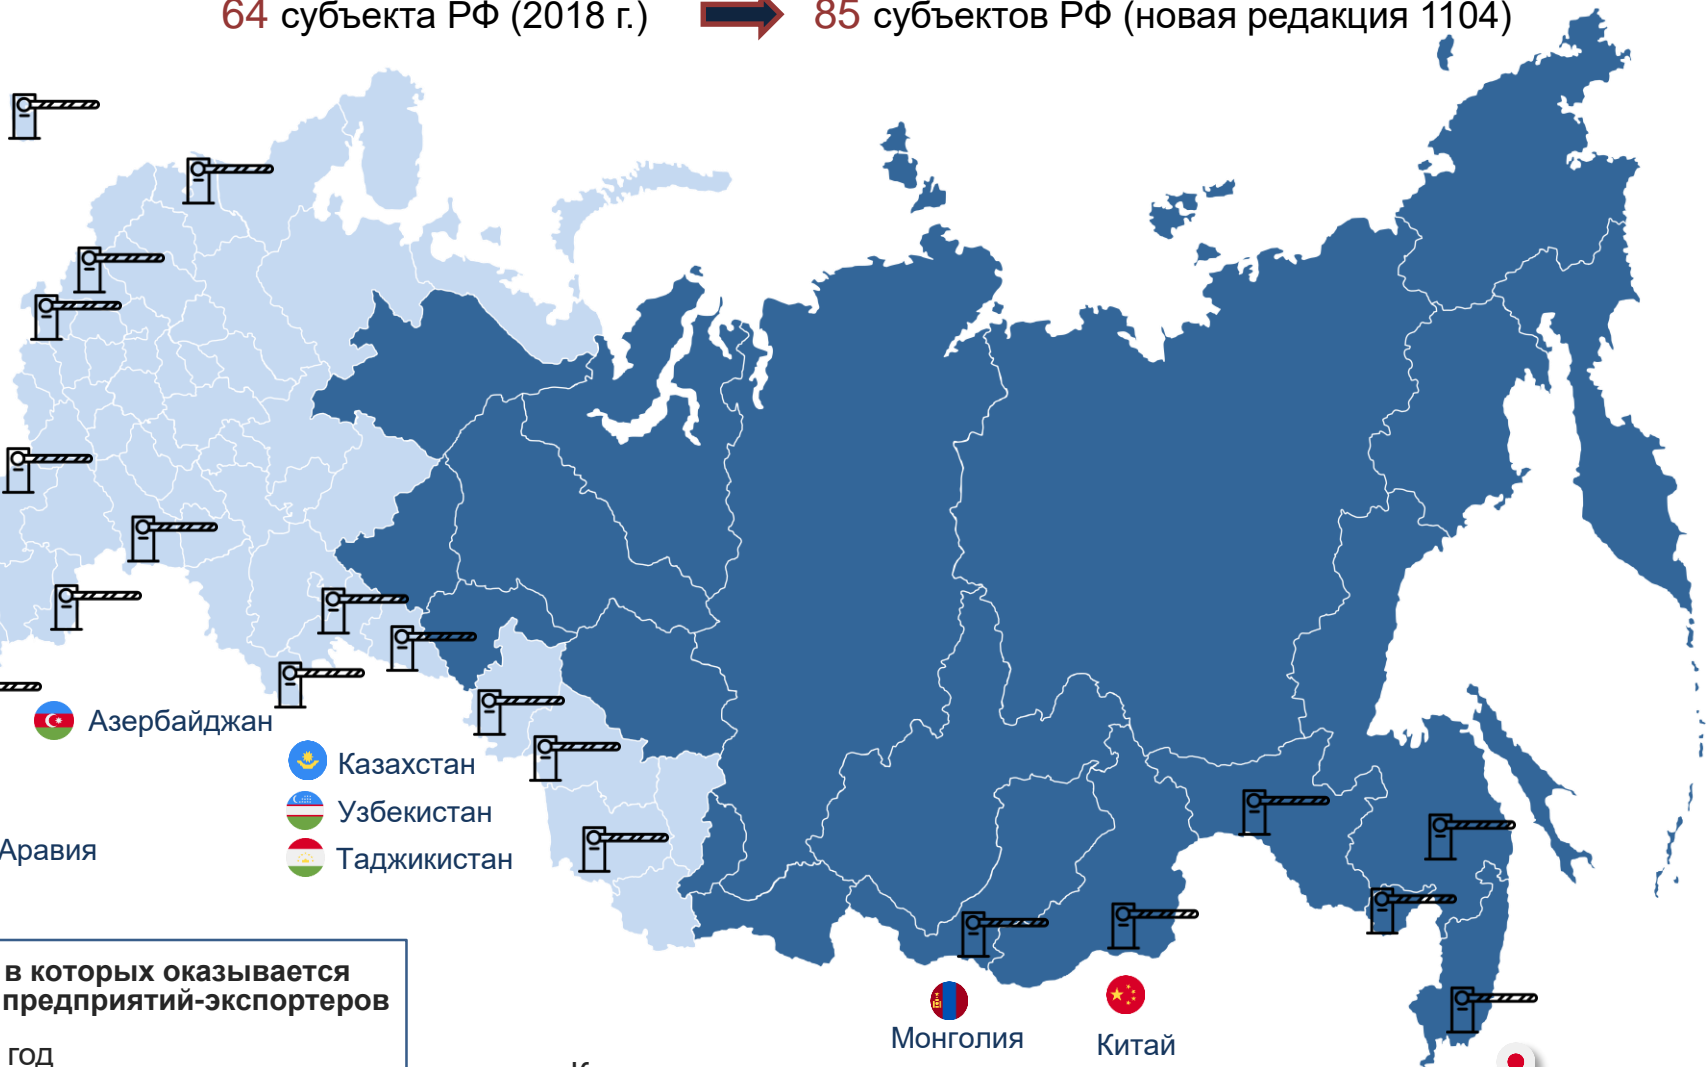 64 субъекта РФ (2018 г.) 85 субъектов РФ (новая редакция 1104)
Азербайджан
Казахстан
Узбекистан
Таджикистан
Аравия
в которых оказывается
предприятий-экспортеров
год
Монголия
Китай